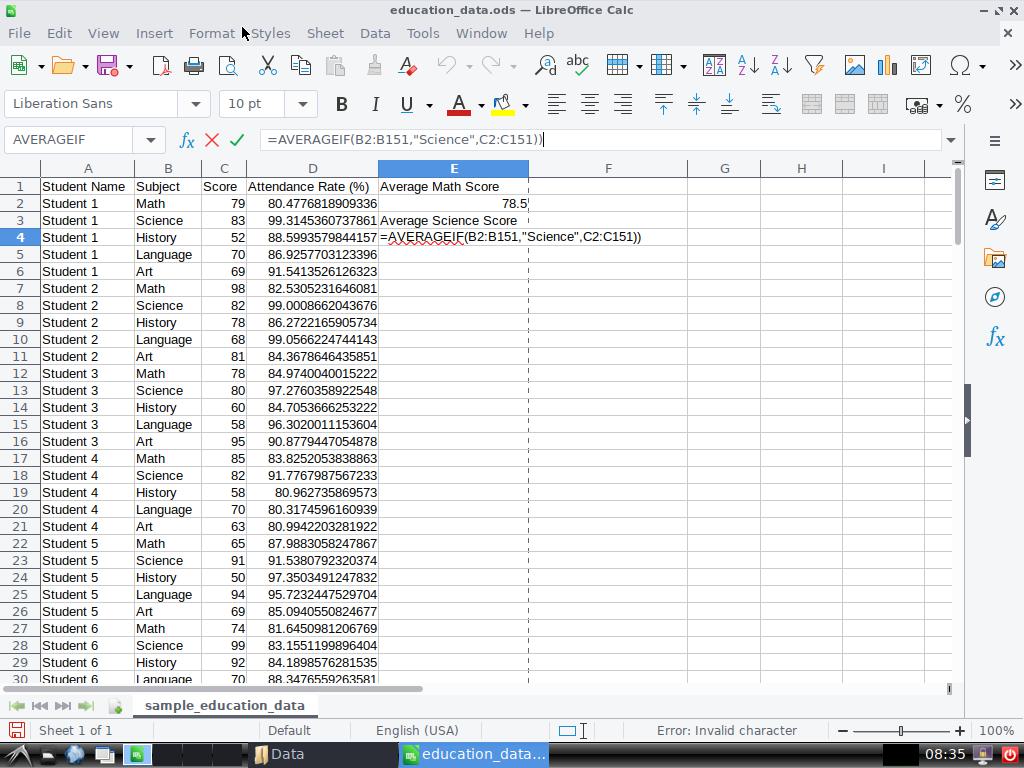 education_data.ods — LibreOffice Calc
File Edit View Insert Format Styles Sheet Data Tools Window Help
Liberation Sans 10 pt
AVERAGEIF =AVERAGEIF(B2:B151,"Science",C2:C151))
A B C D E F G H I
1 Student Name Subject Score Attendance Rate (%) Average Math Score
2 Student 1 Math 79 80.4776818909336 78.5
3 Student 1 Science 83 99.3145360737861 Average Science Score
4 Student 1 History 52 88.5993579844157 =AVERAGEIF(B2:B151,"Science",C2:C151))
5 Student 1 Language 70 86.9257703123396
6 Student 1 Art 69 91.5413526126323
7 Student 2 Math 98 82.5305231646081
8 Student 2 Science 82 99.0008662043676
9 Student 2 History 78 86.2722165905734
10 Student 2 Language 68 99.0566224744143
11 Student 2 Art 81 84.3678646435851
12 Student 3 Math 78 84.9740040015222
13 Student 3 Science 80 97.2760358922548
14 Student 3 History 60 84.7053666253222
15 Student 3 Language 58 96.3020011153604
16 Student 3 Art 95 90.8779447054878
17 Student 4 Math 85 83.8252053838863
18 Student 4 Science 82 91.7767987567233
19 Student 4 History 58 80.962735869573
20 Student 4 Language 70 80.3174596160939
21 Student 4 Art 63 80.9942203281922
22 Student 5 Math 65 87.9883058247867
23 Student 5 Science 91 91.5380792320374
24 Student 5 History 50 97.3503491247832
25 Student 5 Language 94 95.7232447529704
26 Student 5 Art 69 85.0940550824677
27 Student 6 Math 74 81.6450981206769
28 Student 6 Science 99 83.1551199896404
29 Student 6 History 92 84.1898576281535
30 Student 6 Language 70 88.3476559263581
sample_education_data
Sheet 1 of 1 Default English (USA) Error: Invalid character 100%
Data education_data... 08:35